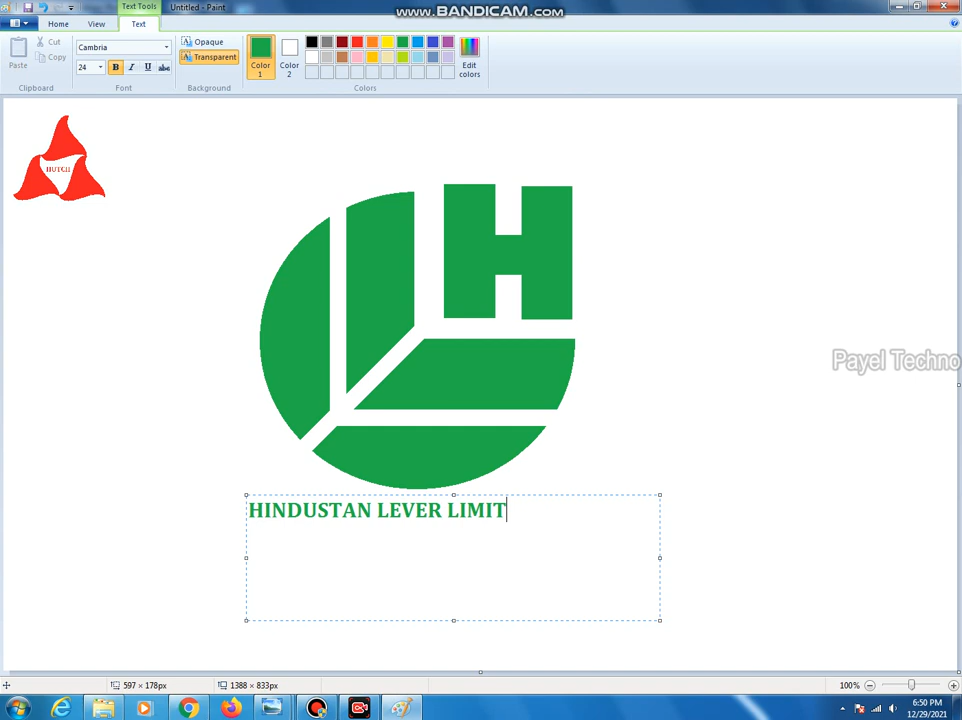 Text Tools
Untitled - Paint
www.BANDICAM.com
Home
View
Text
Paste
Cut
Copy
Clipboard
Cambria
24
B
I
U
abc
Font
Opaque
Transparent
Background
Color 1
Color 2
Edit colors
Colors
HUTCH
H
Payel Techno
HINDUSTAN LEVER LIMIT
597 × 178px
1388 × 833px
100%
6:50 PM
12/29/2021